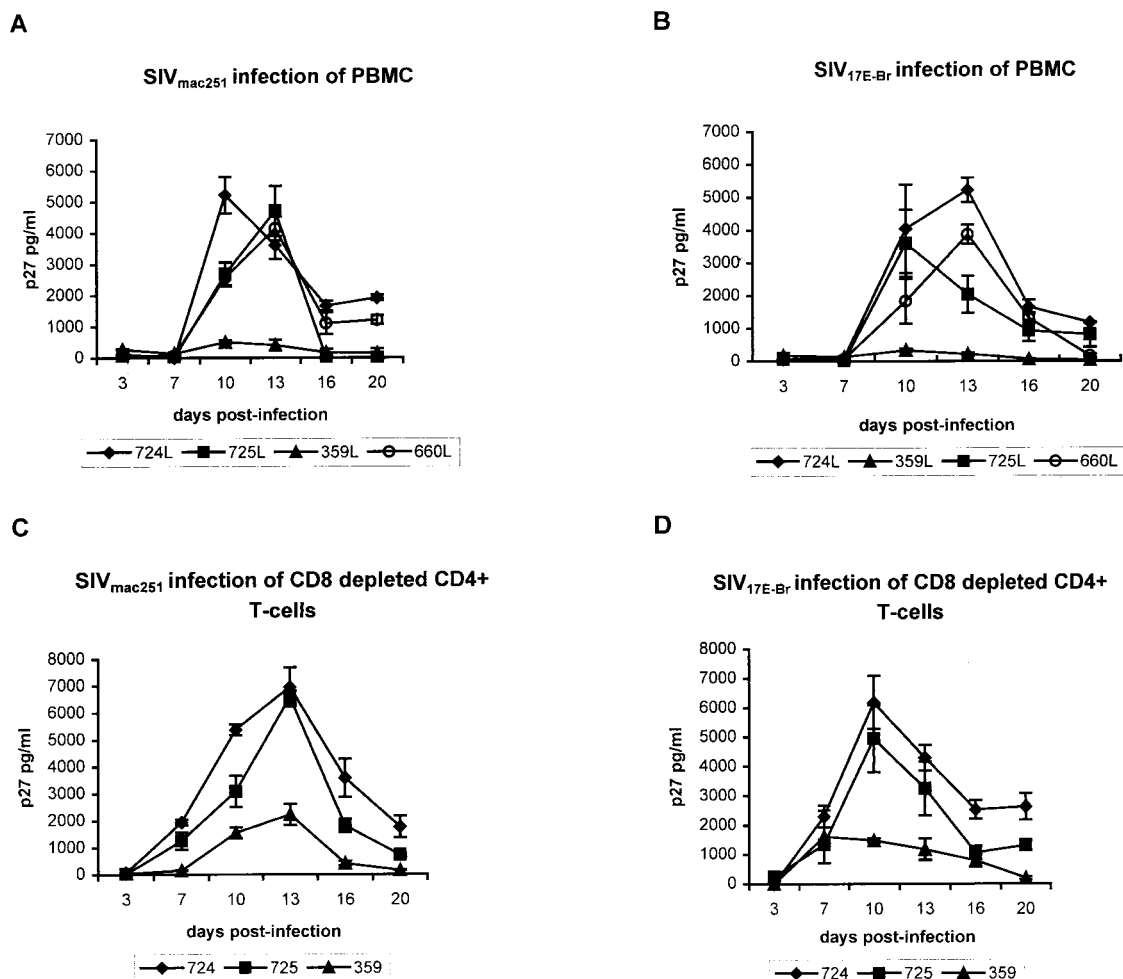 A
SIVmac251 infection of PBMC
7000
6000
5000
4000
3000
2000
1000
0
p27 pg/ml
3 7 10 13 16 20
days post-infection
724L 725L 359L 660L
B
SIV17E-Br infection of PBMC
7000
6000
5000
4000
3000
2000
1000
0
p27 pg/ml
3 7 10 13 16 20
days post-infection
724L 359L 725L 660L
C
SIVmac251 infection of CD8 depleted CD4+
T-cells
8000
7000
6000
5000
4000
3000
2000
1000
0
p27 pg/ml
3 7 10 13 16 20
days post-infection
724 725 359
D
SIV17E-Br infection of CD8 depleted CD4+
T-cells
8000
7000
6000
5000
4000
3000
2000
1000
0
p27 pg/ml
3 7 10 13 16 20
days post-infection
724 725 359